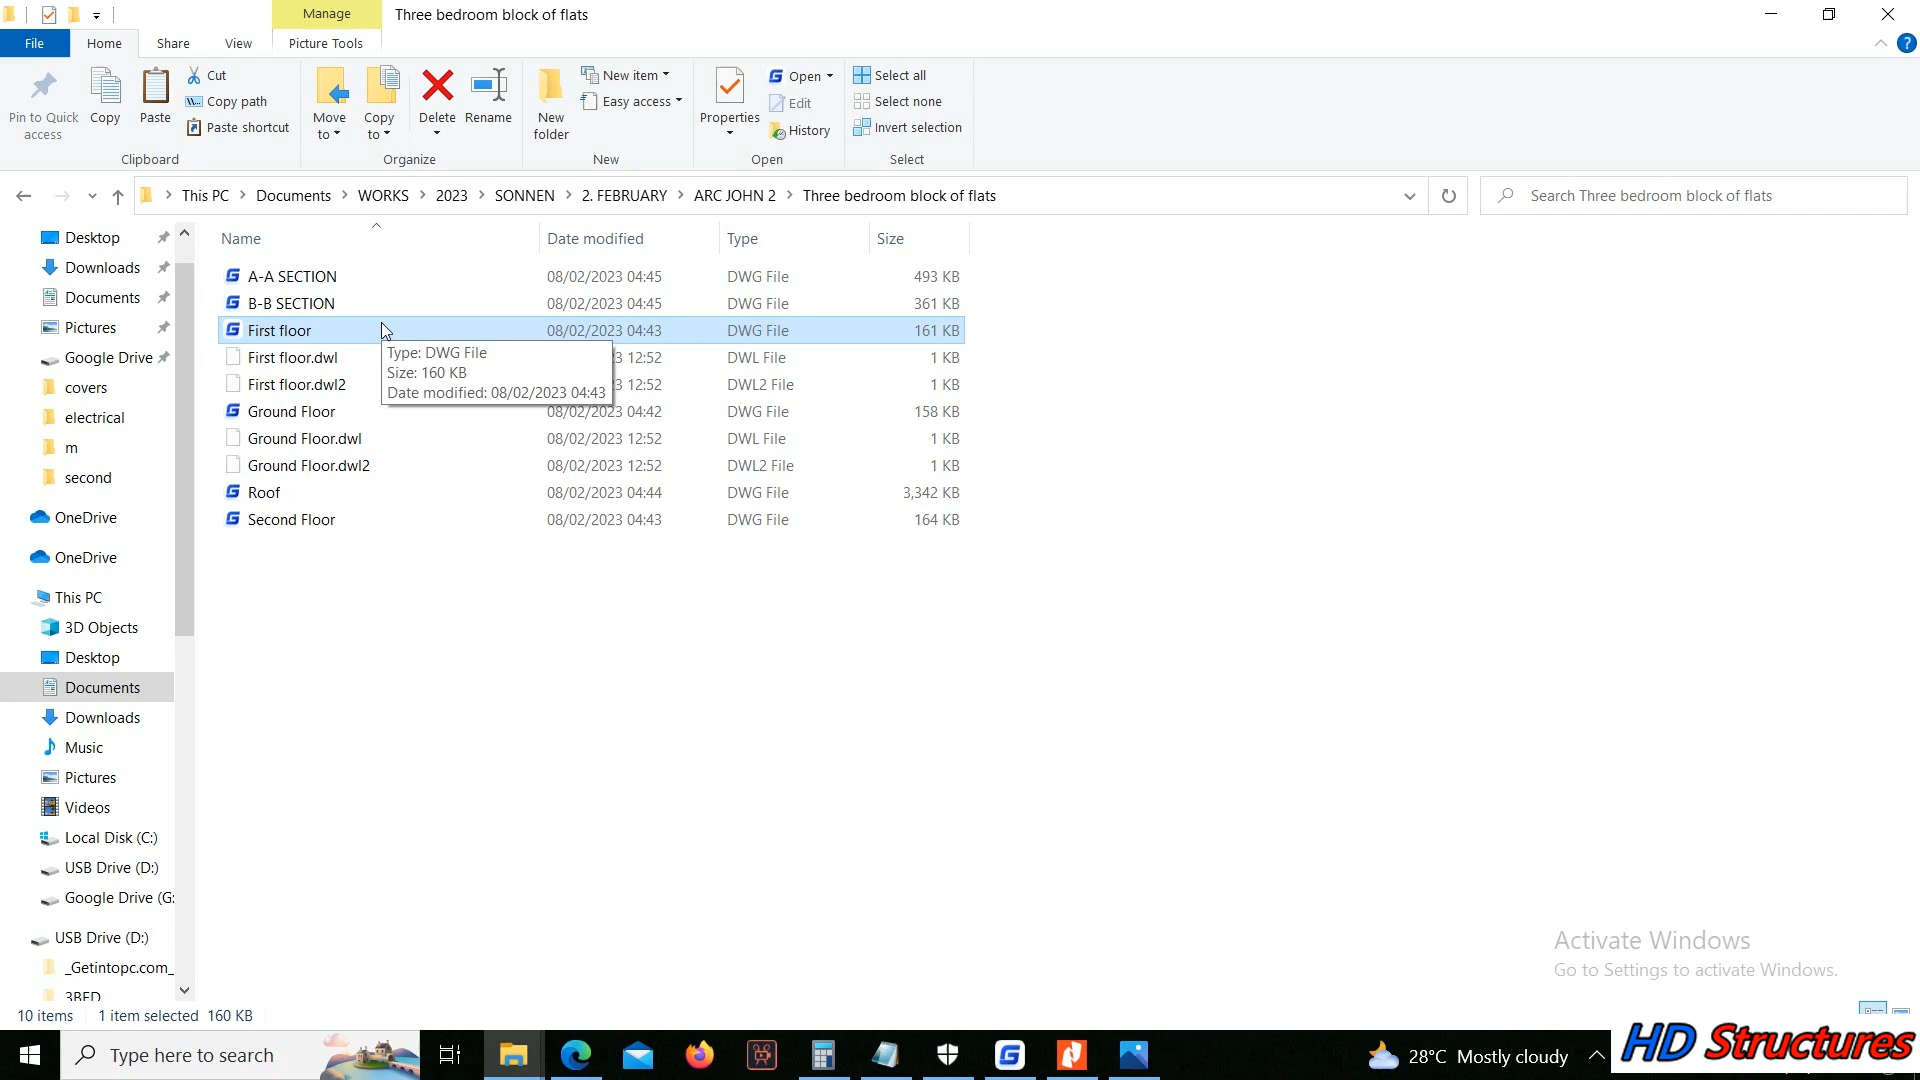 Manage
Three bedroom block of flats
File
Home
Share
View
Picture Tools
Pin to Quick access
Copy
Paste
Cut
Copy path
Paste shortcut
Clipboard
Move to
Copy to
Delete
Rename
Organize
New folder
New item
Easy access
New
Properties
Open
Edit
History
Open
Select all
Select none
Invert selection
Select
This PC > Documents > WORKS > 2023 > SONNEN > 2. FEBRUARY > ARC JOHN 2 > Three bedroom block of flats
Search Three bedroom block of flats
Name Date modified Type Size
A-A SECTION 08/02/2023 04:45 DWG File 493 KB
B-B SECTION 08/02/2023 04:45 DWG File 361 KB
First floor 08/02/2023 04:43 DWG File 161 KB
First floor.dwl 3 12:52 DWL File 1 KB
First floor.dwl2 3 12:52 DWL2 File 1 KB
Ground Floor 08/02/2023 04:42 DWG File 158 KB
Ground Floor.dwl 08/02/2023 12:52 DWL File 1 KB
Ground Floor.dwl2 08/02/2023 12:52 DWL2 File 1 KB
Roof 08/02/2023 04:44 DWG File 3,342 KB
Second Floor 08/02/2023 04:43 DWG File 164 KB
Type: DWG File
Size: 160 KB
Date modified: 08/02/2023 04:43
Desktop
Downloads
Documents
Pictures
Google Drive
covers
electrical
m
second
OneDrive
OneDrive
This PC
3D Objects
Desktop
Documents
Downloads
Music
Pictures
Videos
Local Disk (C:)
USB Drive (D:)
Google Drive (G:
USB Drive (D:)
_Getintopc.com_
3BED
Activate Windows
Go to Settings to activate Windows.
10 items 1 item selected 160 KB
Type here to search
28°C Mostly cloudy
HD Structures